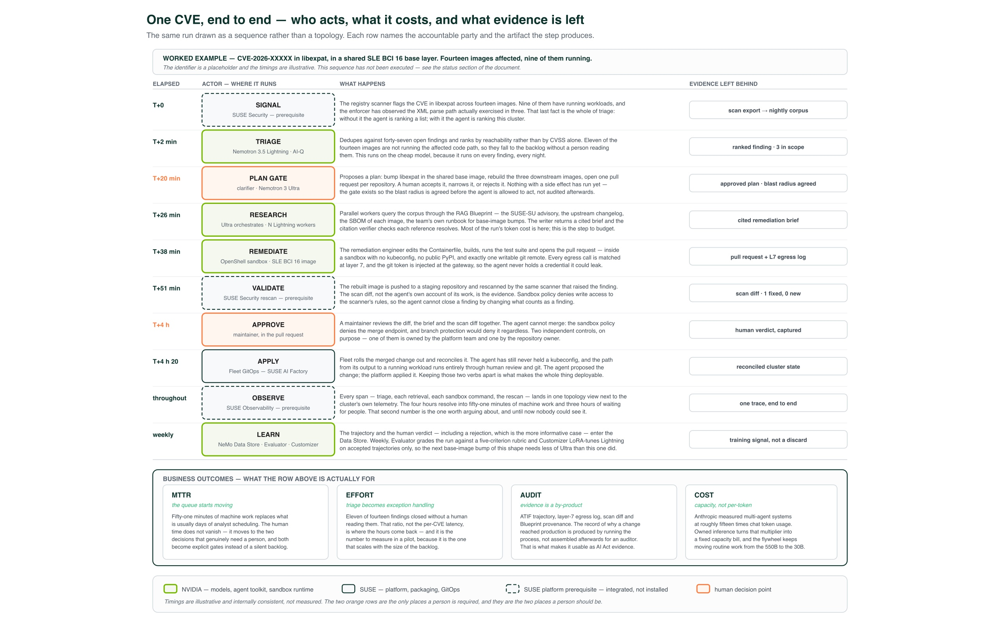 One CVE, end to end — who acts, what it costs, and what evidence is left
The same run drawn as a sequence rather than a topology. Each row names the accountable party and the artifact the step produces.
WORKED EXAMPLE — CVE-2026-XXXXX in libexpat, in a shared SLE BCI 16 base layer. Fourteen images affected, nine of them running.
The identifier is a placeholder and the timings are illustrative. This sequence has not been executed — see the status section of the document.
ELAPSED
ACTOR — WHERE IT RUNS
WHAT HAPPENS
EVIDENCE LEFT BEHIND
T+0
SIGNAL
SUSE Security — prerequisite
The registry scanner flags the CVE in libexpat across fourteen images. Nine of them have running workloads, and
the enforcer has observed the XML parse path actually exercised in three. That last fact is the whole of triage:
without it the agent is ranking a list; with it the agent is ranking this cluster.
scan export → nightly corpus
T+2 min
TRIAGE
Nemotron 3.5 Lightning · AI-Q
Dedupes against forty-seven open findings and ranks by reachability rather than by CVSS alone. Eleven of the
fourteen images are not running the affected code path, so they fall to the backlog without a person reading
them. This runs on the cheap model, because it runs on every finding, every night.
ranked finding · 3 in scope
T+20 min
PLAN GATE
clarifier · Nemotron 3 Ultra
Proposes a plan: bump libexpat in the shared base image, rebuild the three downstream images, open one pull
request per repository. A human accepts it, narrows it, or rejects it. Nothing with a side effect has run yet —
the gate exists so the blast radius is agreed before the agent is allowed to act, not audited afterwards.
approved plan · blast radius agreed
T+26 min
RESEARCH
Ultra orchestrates · N Lightning workers
Parallel workers query the corpus through the RAG Blueprint — the SUSE-SU advisory, the upstream changelog,
the SBOM of each image, the team's own runbook for base-image bumps. The writer returns a cited brief and the
citation verifier checks each reference resolves. Most of the run's token cost is here; this is the step to budget.
cited remediation brief
T+38 min
REMEDIATE
OpenShell sandbox · SLE BCI 16 image
The remediation engineer edits the Containerfile, builds, runs the test suite and opens the pull request — inside
a sandbox with no kubeconfig, no public PyPI, and exactly one writable git remote. Every egress call is matched
at layer 7, and the git token is injected at the gateway, so the agent never holds a credential it could leak.
pull request + L7 egress log
T+51 min
VALIDATE
SUSE Security rescan — prerequisite
The rebuilt image is pushed to a staging repository and rescanned by the same scanner that raised the finding.
The scan diff, not the agent's own account of its work, is the evidence. Sandbox policy denies write access to
the scanner's rules, so the agent cannot close a finding by changing what counts as a finding.
scan diff · 1 fixed, 0 new
T+4 h
APPROVE
maintainer, in the pull request
A maintainer reviews the diff, the brief and the scan diff together. The agent cannot merge: the sandbox policy
denies the merge endpoint, and branch protection would deny it regardless. Two independent controls, on
purpose — one of them is owned by the platform team and one by the repository owner.
human verdict, captured
T+4 h 20
APPLY
Fleet GitOps — SUSE AI Factory
Fleet rolls the merged change out and reconciles it. The agent has still never held a kubeconfig, and the path
from its output to a running workload runs entirely through human review and git. The agent proposed the
change; the platform applied it. Keeping those two verbs apart is what makes the whole thing deployable.
reconciled cluster state
throughout
OBSERVE
SUSE Observability — prerequisite
Every span — triage, each retrieval, each sandbox command, the rescan — lands in one topology view next to the
cluster's own telemetry. The four hours resolve into fifty-one minutes of machine work and three hours of waiting
for people. That second number is the one worth arguing about, and until now nobody could see it.
one trace, end to end
weekly
LEARN
NeMo Data Store · Evaluator · Customizer
The trajectory and the human verdict — including a rejection, which is the more informative case — enter the
Data Store. Weekly, Evaluator grades the run against a five-criterion rubric and Customizer LoRA-tunes Lightning
on accepted trajectories only, so the next base-image bump of this shape needs less of Ultra than this one did.
training signal, not a discard
BUSINESS OUTCOMES — WHAT THE ROW ABOVE IS ACTUALLY FOR
MTTR
the queue starts moving
Fifty-one minutes of machine work replaces what
is usually days of analyst scheduling. The human
time does not vanish — it moves to the two
decisions that genuinely need a person, and both
become explicit gates instead of a silent backlog.
EFFORT
triage becomes exception handling
Eleven of fourteen findings closed without a human
reading them. That ratio, not the per-CVE latency,
is where the hours come back — and it is the
number to measure in a pilot, because it is the one
that scales with the size of the backlog.
AUDIT
evidence is a by-product
ATIF trajectory, layer-7 egress log, scan diff and
Blueprint provenance. The record of why a change
reached production is produced by running the
process, not assembled afterwards for an auditor.
That is what makes it usable as AI Act evidence.
COST
capacity, not per-token
Anthropic measured multi-agent systems
at roughly fifteen times chat token usage.
Owned inference turns that multiplier into
a fixed capacity bill, and the flywheel keeps
moving routine work from the 550B to the 30B.
NVIDIA — models, agent toolkit, sandbox runtime
SUSE — platform, packaging, GitOps
SUSE platform prerequisite — integrated, not installed
human decision point
Timings are illustrative and internally consistent, not measured. The two orange rows are the only places a person is required, and they are the two places a person should be.